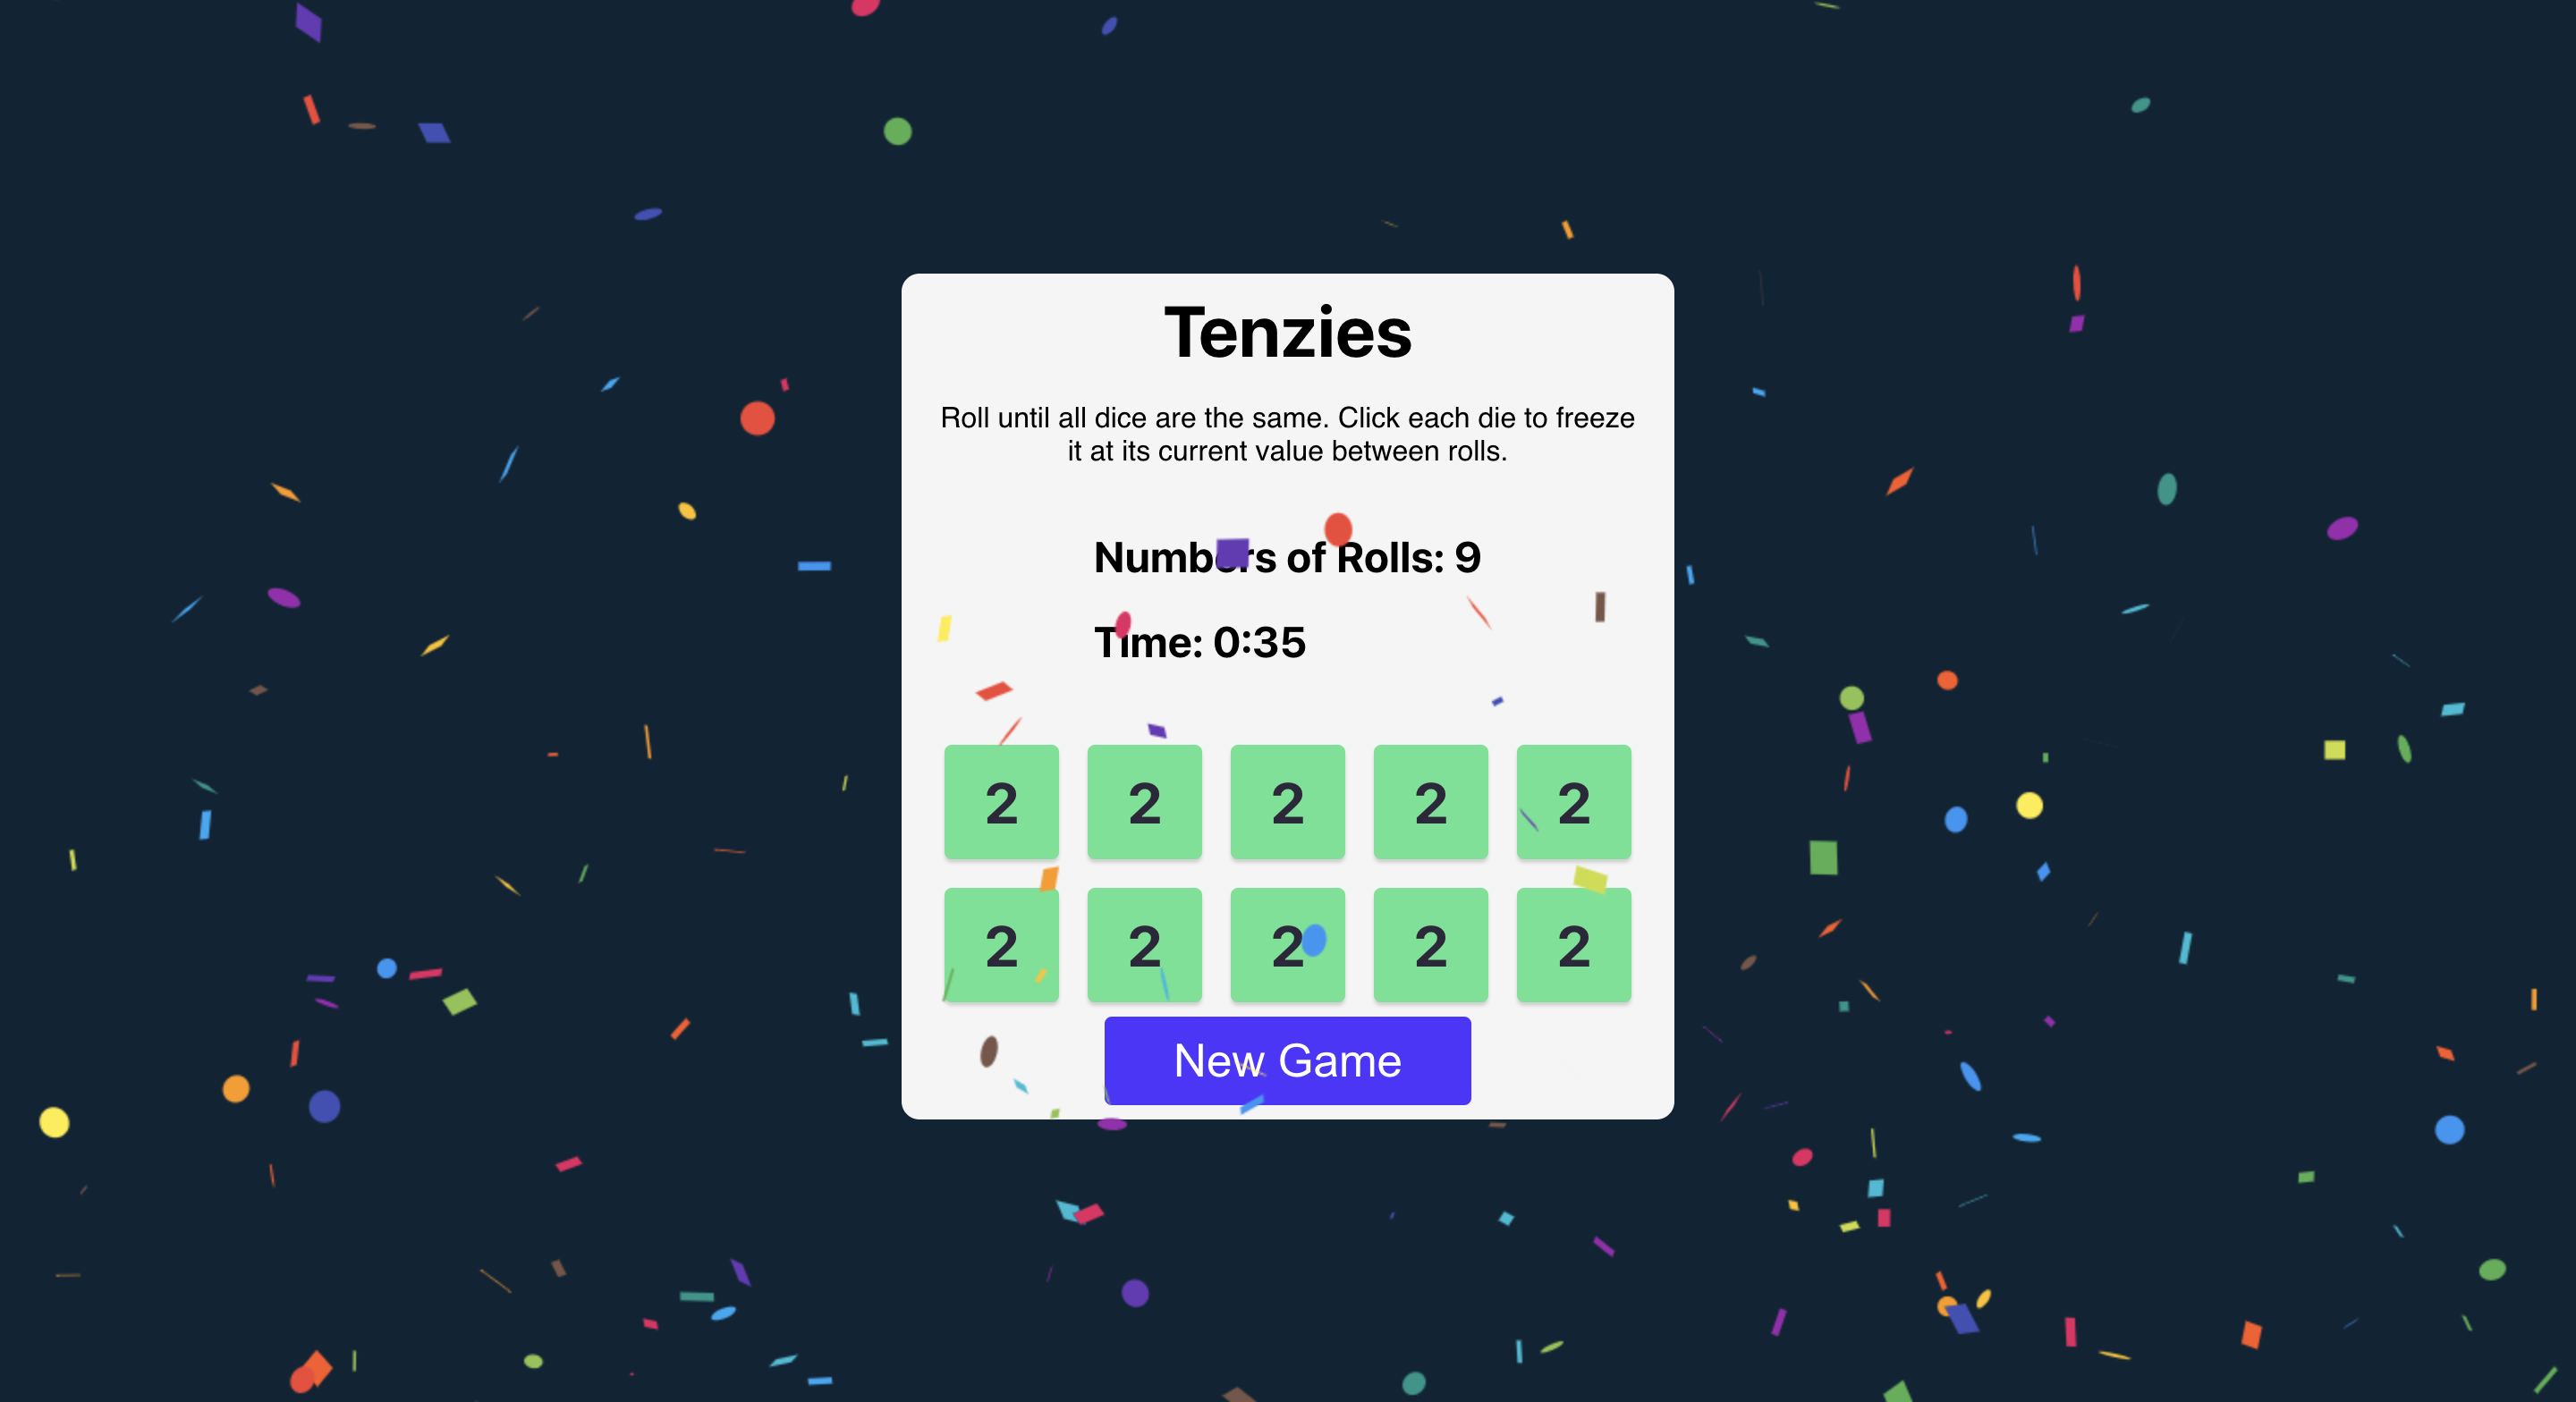 Tenzies
Roll until all dice are the same. Click each die to freeze
it at its current value between rolls.
Numbers of Rolls: 9
Time: 0:35
2 2 2 2 2
2 2 2 2 2
New Game